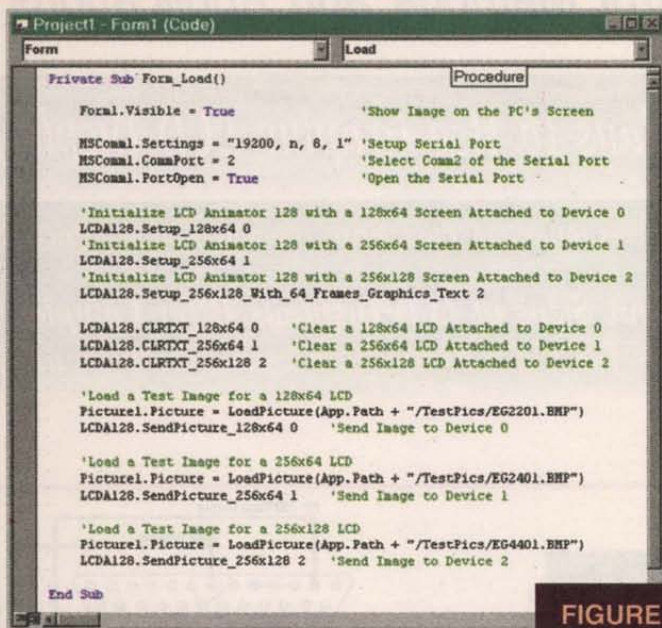 Project1 - Form1 (Code)
Form Load
Procedure
Private Sub Form_Load()
Form1.Visible = True 'Show Image on the PC's Screen
MSComm1.Settings = "19200, n, 8, 1" 'Setup Serial Port
MSComm1.CommPort = 2 'Select Comm2 of the Serial Port
MSComm1.PortOpen = True 'Open the Serial Port
'Initialize LCD Animator 128 with a 128x64 Screen Attached to Device 0
LCDA128.Setup_128x64 0
'Initialize LCD Animator 128 with a 256x64 Screen Attached to Device 1
LCDA128.Setup_256x64 1
'Initialize LCD Animator 128 with a 256x128 Screen Attached to Device 2
LCDA128.Setup_256x128_With_64_Frames_Graphics_Text 2
LCDA128.CLRTXT_128x64 0 'Clear a 128x64 LCD Attached to Device 0
LCDA128.CLRTXT_256x64 1 'Clear a 256x64 LCD Attached to Device 1
LCDA128.CLRTXT_256x128 2 'Clear a 256x128 LCD Attached to Device 2
'Load a Test Image for a 128x64 LCD
Picture1.Picture = LoadPicture(App.Path + "/TestPics/EG2201.BMP")
LCDA128.SendPicture_128x64 0 'Send Image to Device 0
'Load a Test Image for a 256x64 LCD
Picture1.Picture = LoadPicture(App.Path + "/TestPics/EG2401.BMP")
LCDA128.SendPicture_256x64 1 'Send Image to Device 1
'Load a Test Image for a 256x128 LCD
Picture1.Picture = LoadPicture(App.Path + "/TestPics/EG4401.BMP")
LCDA128.SendPicture_256x128 2 'Send Image to Device 2
End Sub
FIGURE